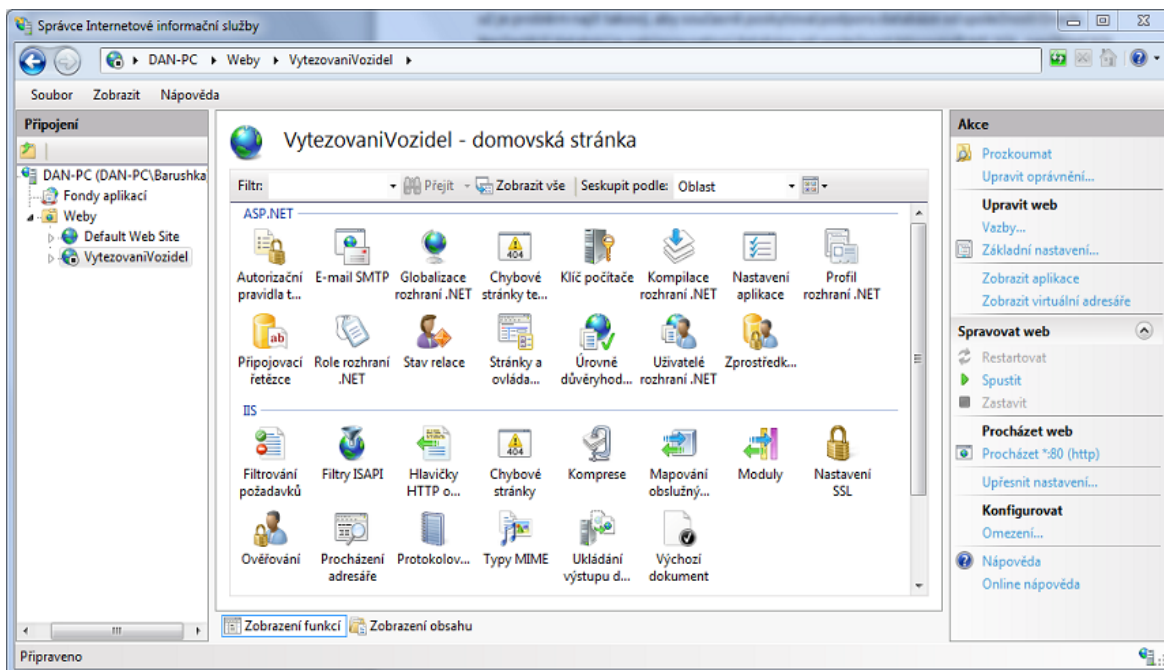 Správce Internetové informační služby
DAN-PC ▸ Weby ▸ VytezovaniVozidel ▸
Soubor Zobrazit Nápověda
Připojení
DAN-PC (DAN-PC\Barushka
Fondy aplikací
Weby
Default Web Site
VytezovaniVozidel
VytezovaniVozidel - domovská stránka
Filtr: Přejít Zobrazit vše Seskupit podle: Oblast
ASP.NET
Autorizační pravidla t...
E-mail SMTP
Globalizace rozhraní .NET
Chybové stránky te...
Klíč počítače
Kompilace rozhraní .NET
Nastavení aplikace
Profil rozhraní .NET
Připojovací řetězce
Role rozhraní .NET
Stav relace
Stránky a ovláda...
Úrovně důvěryhod...
Uživatelé rozhraní .NET
Zprostředk...
IIS
Filtrování požadavků
Filtry ISAPI
Hlavičky HTTP o...
Chybové stránky
Komprese
Mapování obslužný...
Moduly
Nastavení SSL
Ověřování
Procházení adresáře
Protokolov...
Typy MIME
Ukládání výstupu d...
Výchozí dokument
Zobrazení funkcí Zobrazení obsahu
Akce
Prozkoumat
Upravit oprávnění...
Upravit web
Vazby...
Základní nastavení...
Zobrazit aplikace
Zobrazit virtuální adresáře
Spravovat web
Restartovat
Spustit
Zastavit
Procházet web
Procházet *:80 (http)
Upřesnit nastavení...
Konfigurovat
Omezení...
Nápověda
Online nápověda
Připraveno